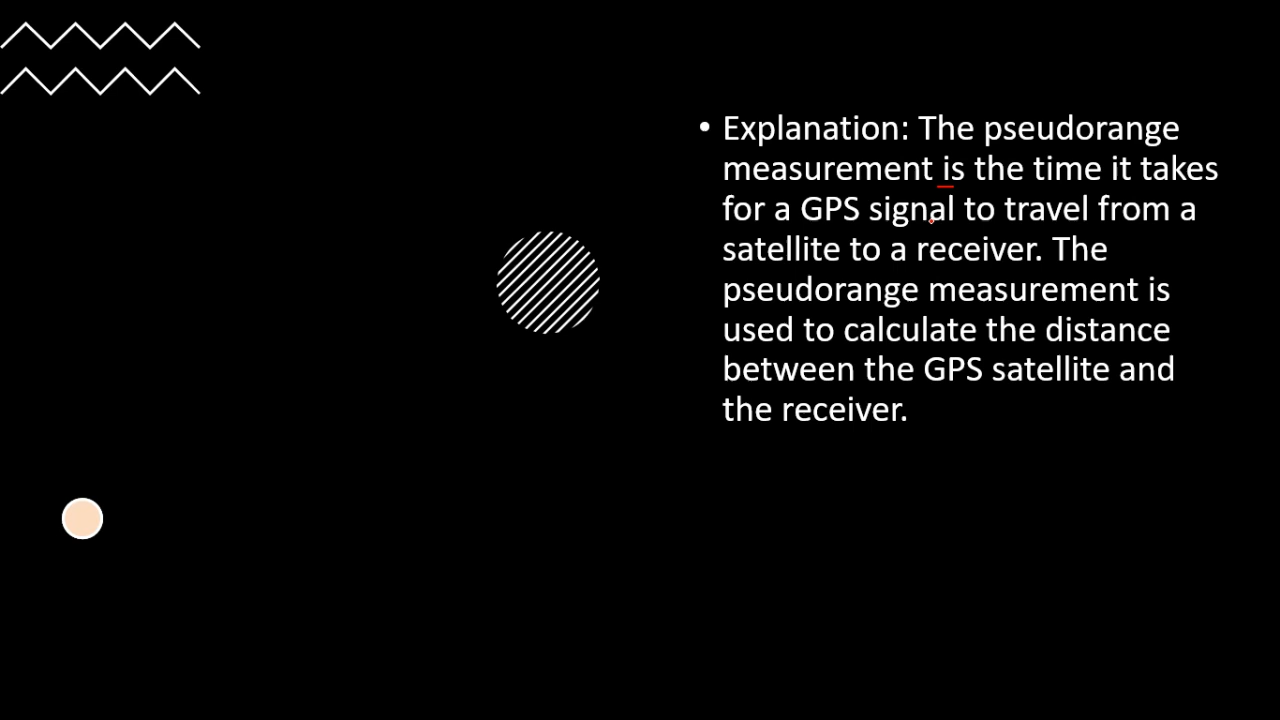 • Explanation: The pseudorange
measurement is the time it takes
for a GPS signal to travel from a
satellite to a receiver. The
pseudorange measurement is
used to calculate the distance
between the GPS satellite and
the receiver.